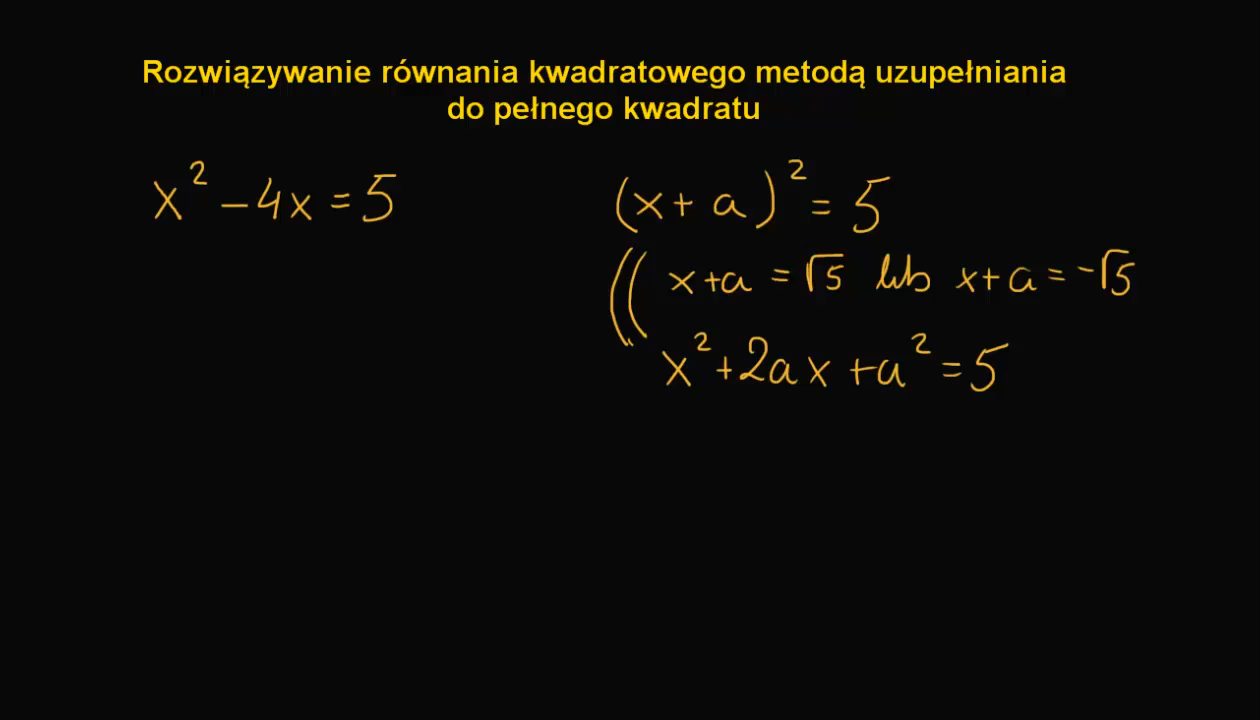 Rozwiązywanie równania kwadratowego metodą uzupełniania
do pełnego kwadratu
x² - 4x = 5
(x + a)² = 5
(( x + a = √5 lub x + a = -√5
x² + 2ax + a² = 5